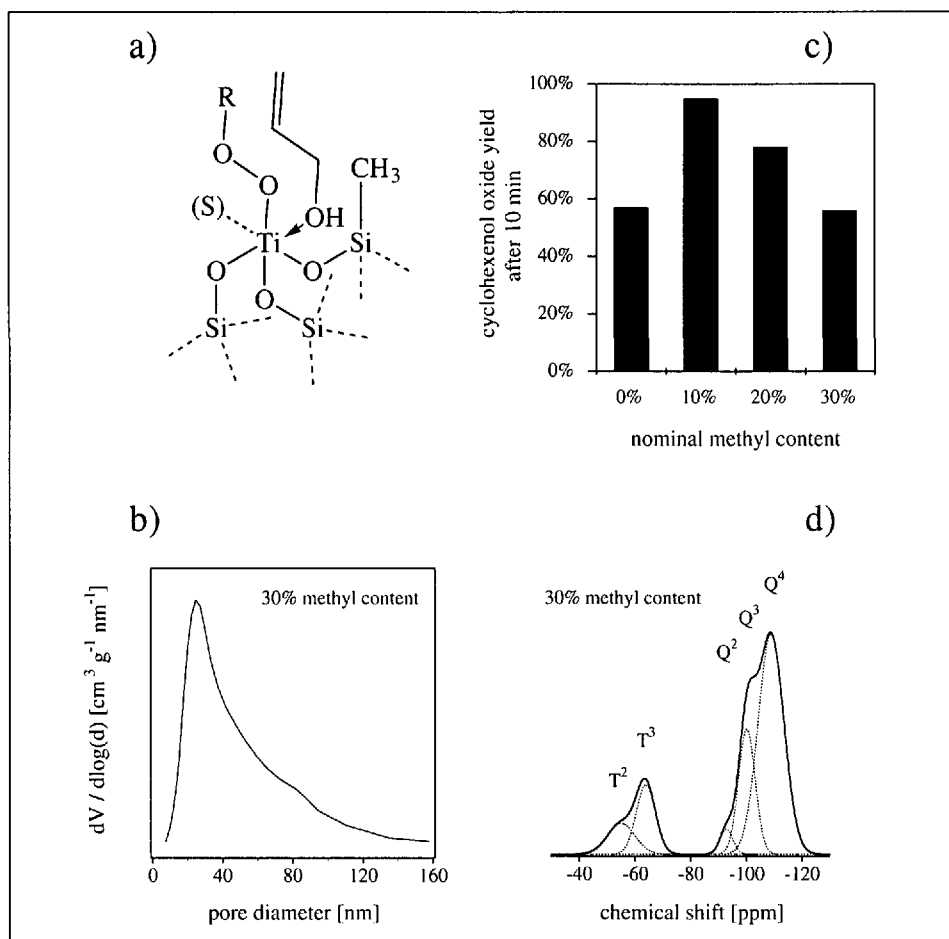 a)
R
O
O
OH
CH₃
(S)
Ti
Si
O
O
O
Si
Si
c)
cyclohexenol oxide yield
after 10 min
100%
80%
60%
40%
20%
0%
0% 10% 20% 30%
nominal methyl content
b)
30% methyl content
dV / dlog(d) [cm³ g⁻¹ nm⁻¹]
0 40 80 120 160
pore diameter [nm]
d)
30% methyl content
T² T³ Q² Q³ Q⁴
-40 -60 -80 -100 -120
chemical shift [ppm]